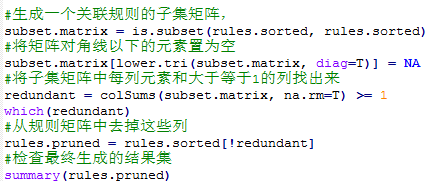 #生成一个关联规则的子集矩阵，
subset.matrix = is.subset(rules.sorted, rules.sorted)
#将矩阵对角线以下的元素置为空
subset.matrix[lower.tri(subset.matrix, diag=T)] = NA
#将子集矩阵中每列元素和大于等于1的列找出来
redundant = colSums(subset.matrix, na.rm=T) >= 1
which(redundant)
#从规则矩阵中去掉这些列
rules.pruned = rules.sorted[!redundant]
#检查最终生成的结果集
summary(rules.pruned)